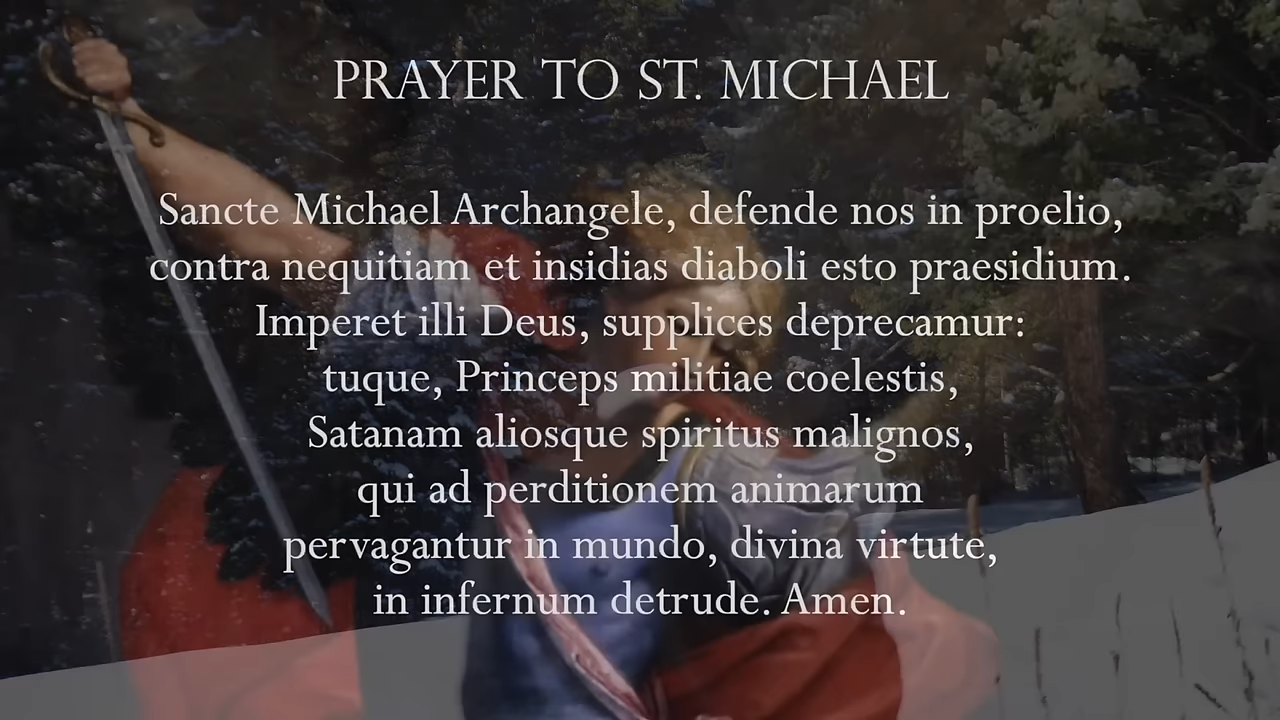 PRAYER TO ST. MICHAEL
Sancte Michael Archangele, defende nos in proelio,
contra nequitiam et insidias diaboli esto praesidium.
Imperet illi Deus, supplices deprecamur:
tuque, Princeps militiae coelestis,
Satanam aliosque spiritus malignos,
qui ad perditionem animarum
pervagantur in mundo, divina virtute,
in infernum detrude. Amen.